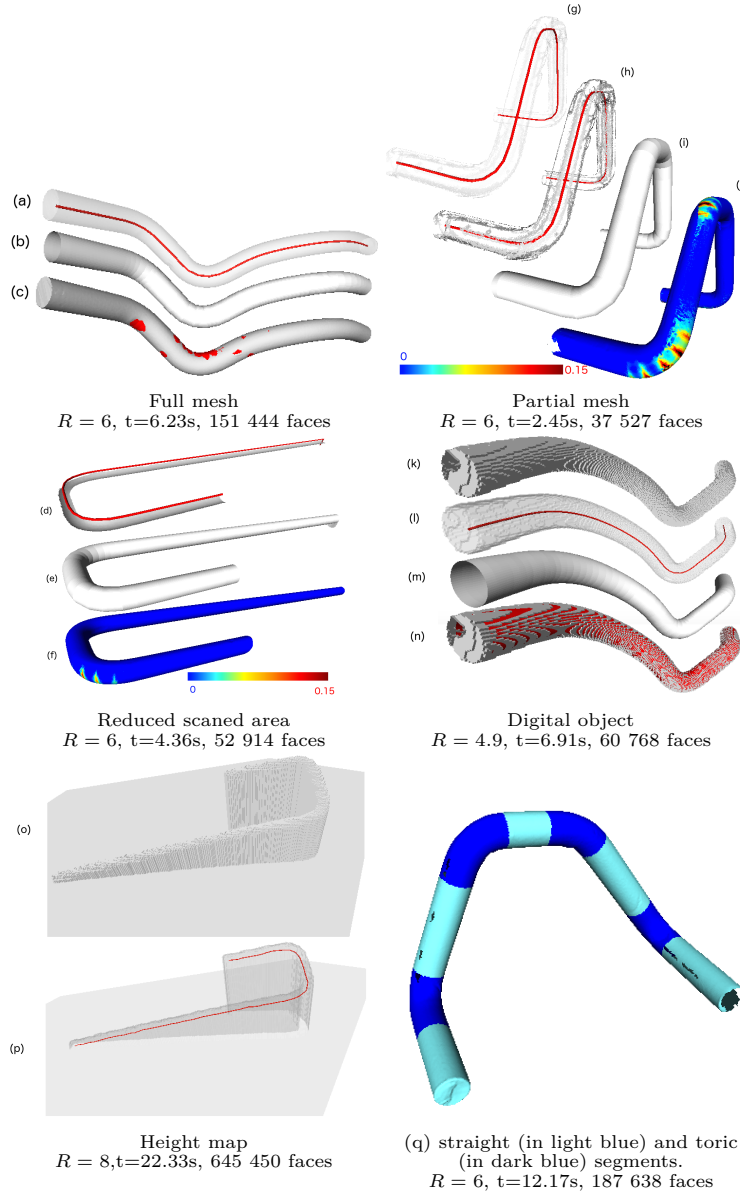 (g)
(h)
(i)
(
(a)
(b)
(c)
0
0.15
Full mesh
R = 6, t=6.23s, 151 444 faces
Partial mesh
R = 6, t=2.45s, 37 527 faces
(d)
(e)
(f)
0
0.15
(k)
(l)
(m)
(n)
Reduced scaned area
R = 6, t=4.36s, 52 914 faces
Digital object
R = 4.9, t=6.91s, 60 768 faces
(o)
(p)
Height map
R = 8,t=22.33s, 645 450 faces
(q) straight (in light blue) and toric
(in dark blue) segments.
R = 6, t=12.17s, 187 638 faces